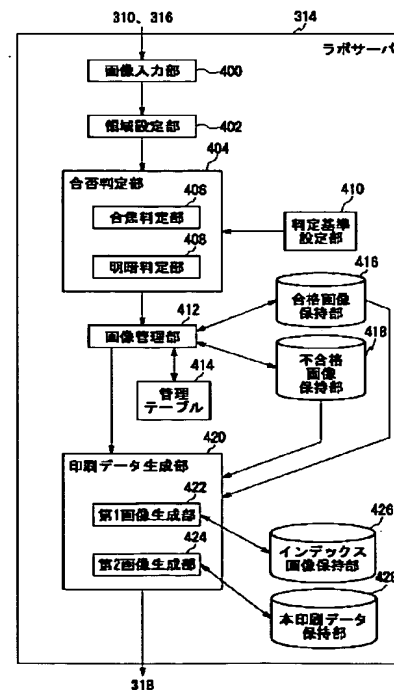 310、316
314
ラボサーバ
画像入力部
400
領域設定部
402
404
合否判定部
406
合焦判定部
408
明暗判定部
410
判定基準
設定部
412
画像管理部
416
合格画像
保持部
418
不合格
画像
保持部
414
管理
テーブル
420
印刷データ生成部
422
第1画像生成部
424
第2画像生成部
426
インデックス
画像保持部
428
本印刷データ
保持部
318